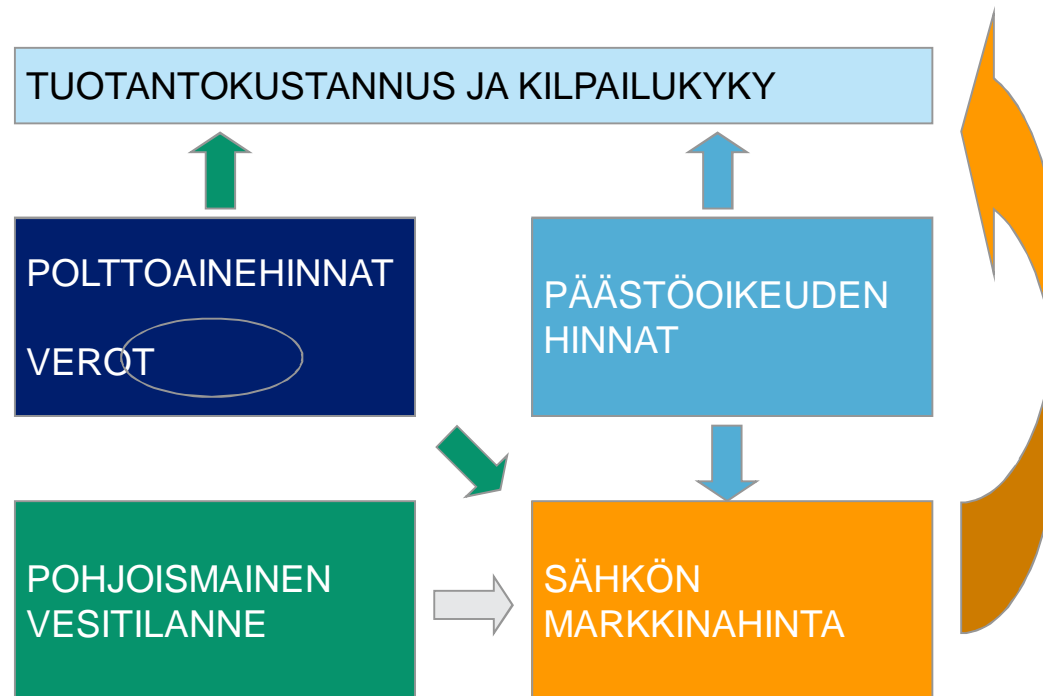 TUOTANTOKUSTANNUS JA KILPAILUKYKY
POLTTOAINEHINNAT
VEROT
PÄÄSTÖOIKEUDEN
HINNAT
POHJOISMAINEN
VESITILANNE
SÄHKÖN
MARKKINAHINTA